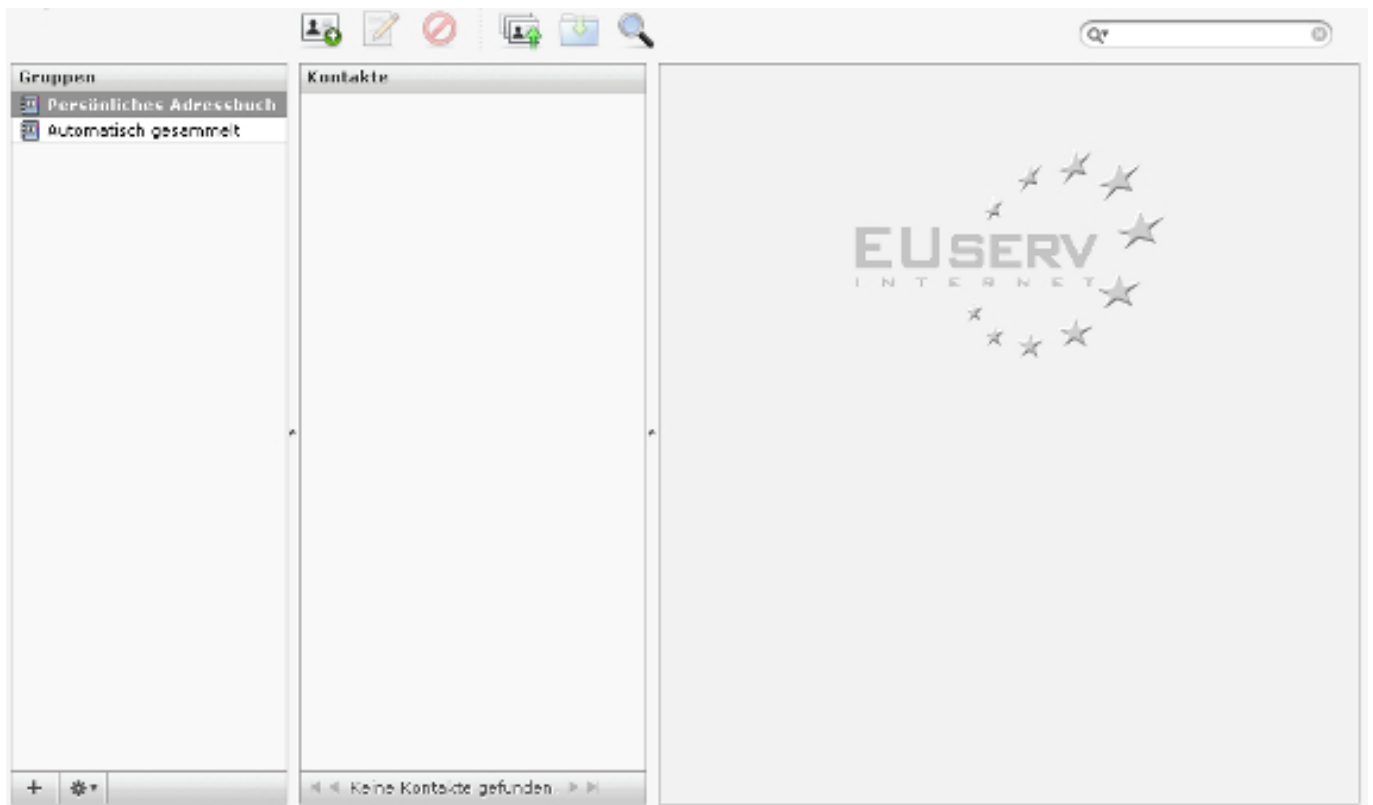 Gruppen
Kontakte
Persönliches Adressbuch
Automatisch gesammelt
EUSERV
INTERNET
Keine Kontakte gefunden.